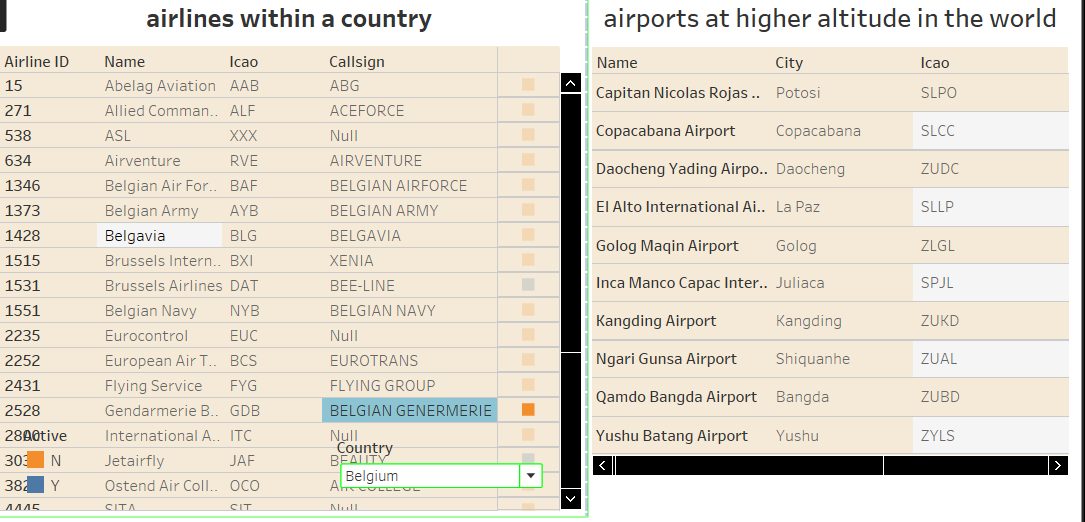 airlines within a country
Airline ID Name Icao Callsign
15 Abelag Aviation AAB ABG
271 Allied Comman.. ALF ACEFORCE
538 ASL XXX Null
634 Airventure RVE AIRVENTURE
1346 Belgian Air For.. BAF BELGIAN AIRFORCE
1373 Belgian Army AYB BELGIAN ARMY
1428 Belgavia BLG BELGAVIA
1515 Brussels Intern.. BXI XENIA
1531 Brussels Airlines DAT BEE-LINE
1551 Belgian Navy NYB BELGIAN NAVY
2235 Eurocontrol EUC Null
2252 European Air T.. BCS EUROTRANS
2431 Flying Service FYG FLYING GROUP
2528 Gendarmerie B.. GDB BELGIAN GENERMERIE
International A.. ITC Null
Active
Country
Jetairfly JAF BEAUTY
N
Ostend Air Coll.. OCO AIR COLLEGE
Y
Belgium
4445 SITA SIT Null
airports at higher altitude in the world
Name City Icao
Capitan Nicolas Rojas .. Potosi SLPO
Copacabana Airport Copacabana SLCC
Daocheng Yading Airpo.. Daocheng ZUDC
El Alto International Ai.. La Paz SLLP
Golog Maqin Airport Golog ZLGL
Inca Manco Capac Inter.. Juliaca SPJL
Kangding Airport Kangding ZUKD
Ngari Gunsa Airport Shiquanhe ZUAL
Qamdo Bangda Airport Bangda ZUBD
Yushu Batang Airport Yushu ZYLS